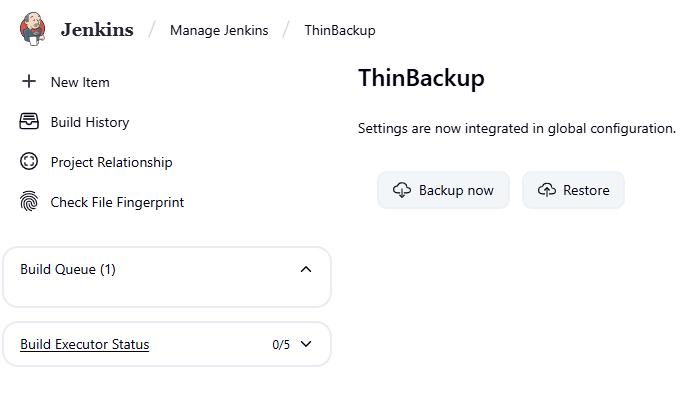 Jenkins / Manage Jenkins / ThinBackup
New Item
Build History
Project Relationship
Check File Fingerprint
Build Queue (1)
Build Executor Status 0/5
ThinBackup
Settings are now integrated in global configuration.
Backup now Restore